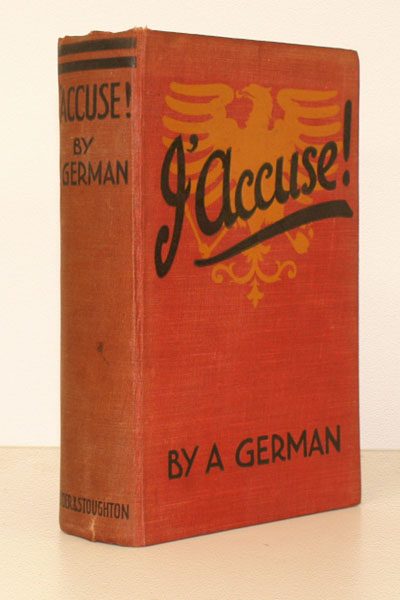 ACCUSE!
BY
GERMAN
& STOUGHTON
J'accuse!
BY A GERMAN